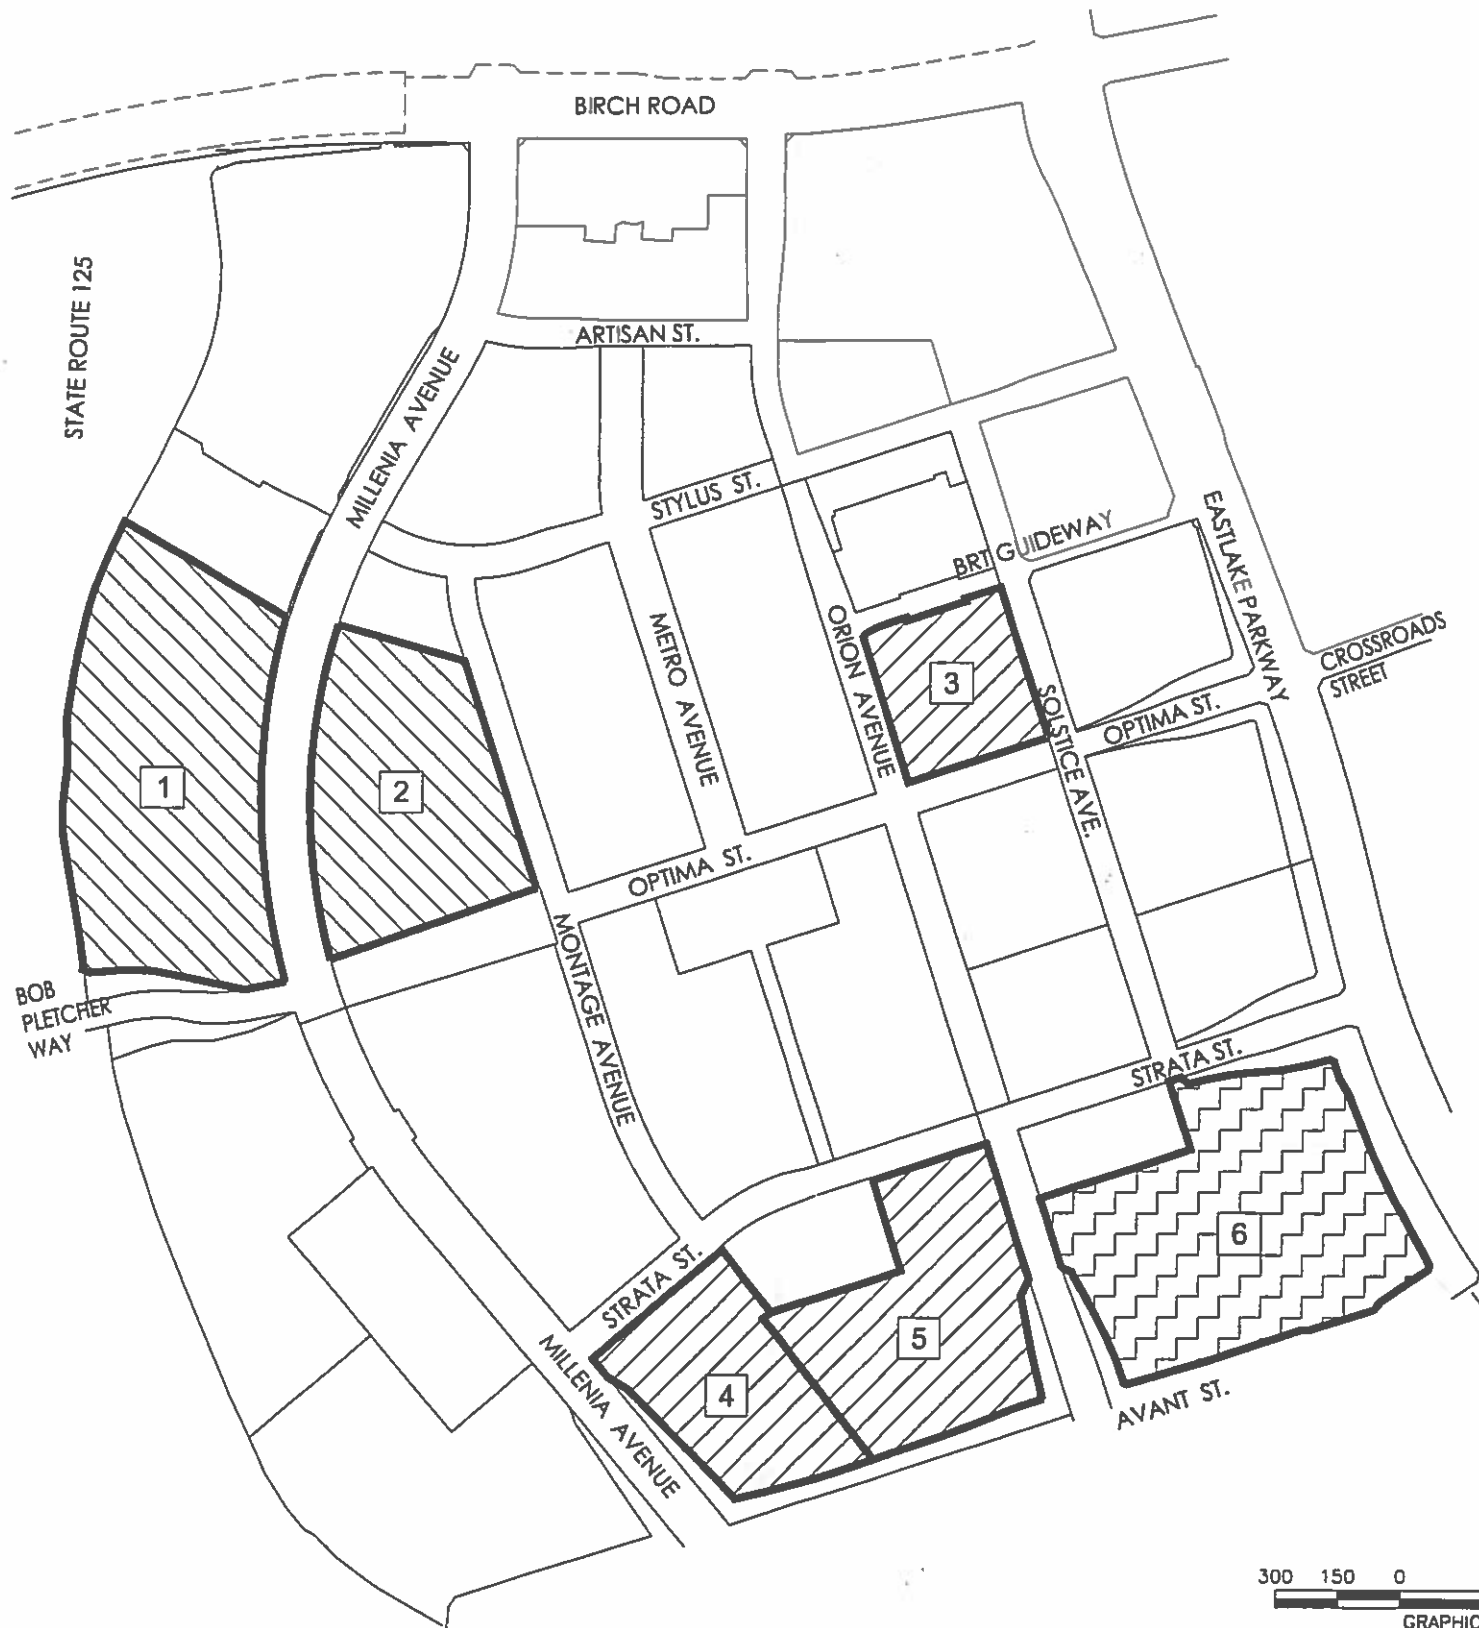 BIRCH ROAD
STATE ROUTE 125
ARTISAN ST.
MILLENIA AVENUE
STYLUS ST.
BRT GUIDEWAY
EASTLAKE PARKWAY
CROSSROADS
STREET
METRO AVENUE
ORION AVENUE
3
SOLSTICE AVE.
OPTIMA ST.
1
2
OPTIMA ST.
MONTAGE AVENUE
BOB
PLETCHER
WAY
STRATA ST.
6
STRATA ST.
5
4
MILLENIA AVENUE
AVANT ST.
300 150 0
GRAPHIC